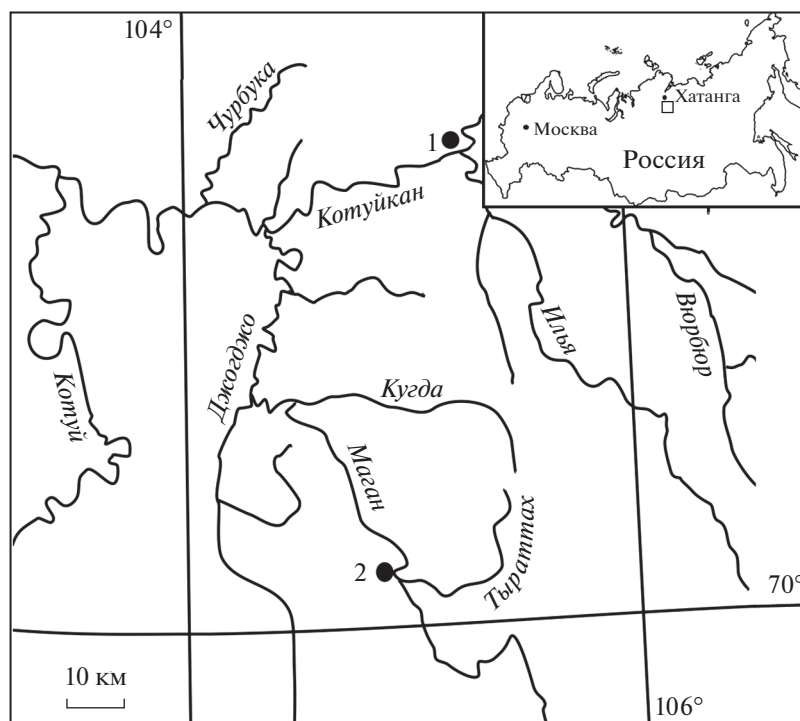 104°
Чурбука
1
Хатанга
Москва
Россия
Котуйкан
Котуй
Джогджо
Илья
Вюрбюр
Кугда
Маган
Тыраттах
2
70°
10 км
106°